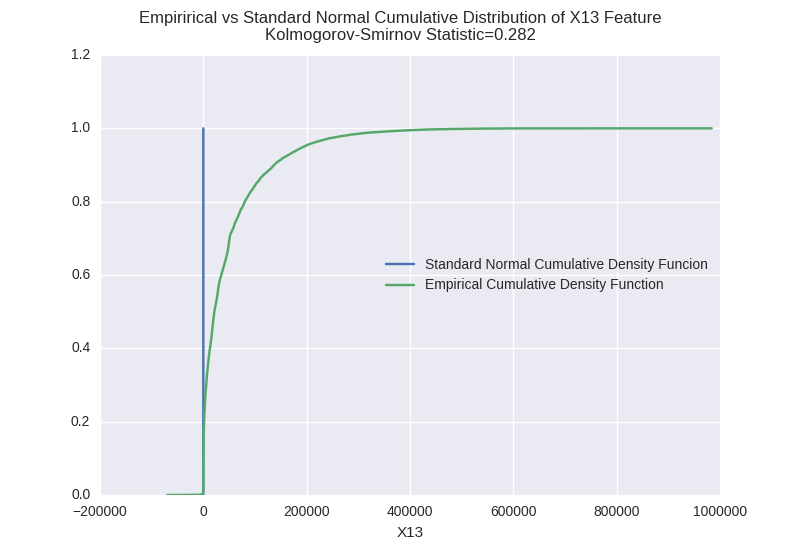 Empririrical vs Standard Normal Cumulative Distribution of X13 Feature
Kolmogorov-Smirnov Statistic=0.282
1.2
1.0
0.8
0.6
0.4
0.2
0.0
Standard Normal Cumulative Density Funcion
Empirical Cumulative Density Function
−200000 0 200000 400000 600000 800000 1000000
X13